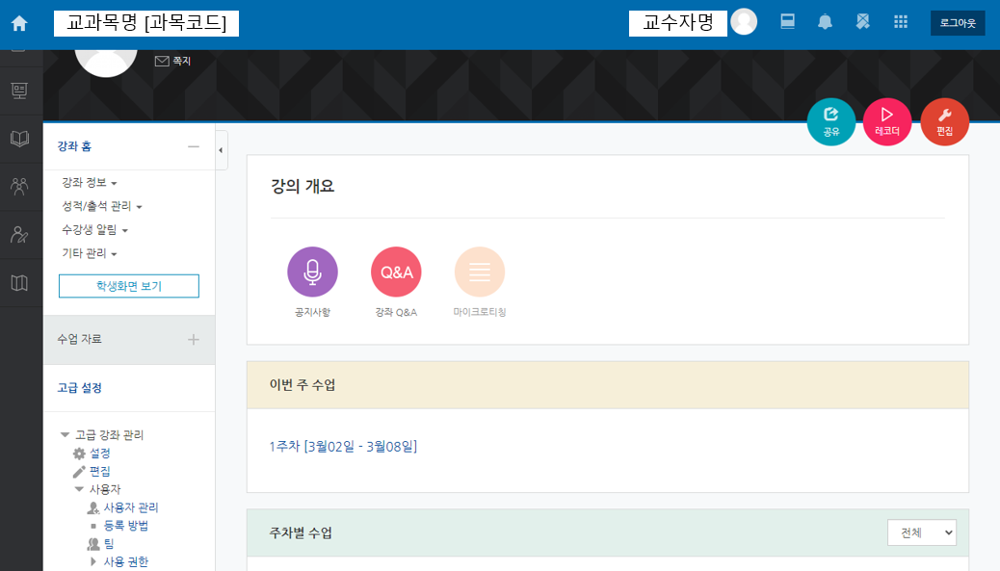 교과목명 [과목코드]
교수자명
로그아웃
쪽지
공유
레코더
편집
강좌 홈
강좌 정보
성적/출석 관리
수강생 알림
기타 관리
학생화면 보기
수업 자료
고급 설정
고급 강좌 관리
설정
편집
사용자
사용자 관리
등록 방법
팀
사용 권한
강의 개요
Q&A
공지사항
강좌 Q&A
마이크로티칭
이번 주 수업
1주차 [3월02일 - 3월08일]
주차별 수업
전체